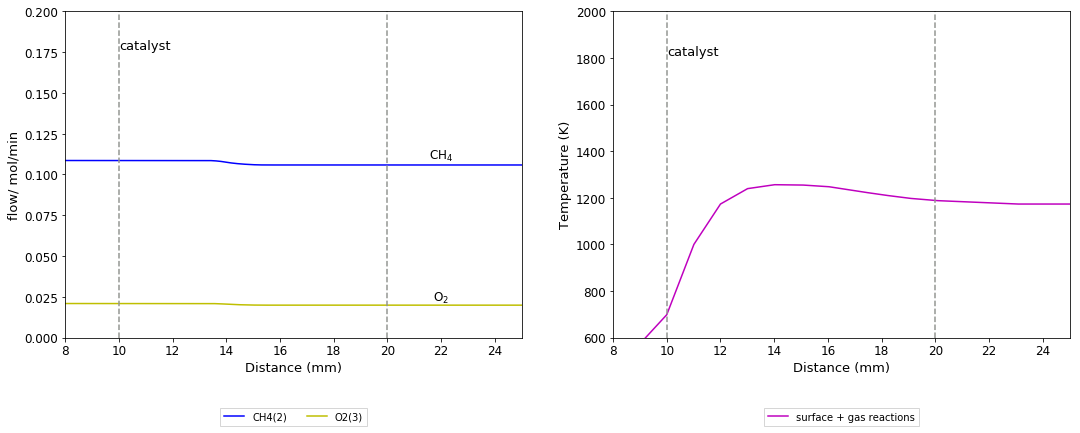 0.200
0.175
0.150
0.125
0.100
0.075
0.050
0.025
0.000
flow/ mol/min
catalyst
CH₄
O₂
8 10 12 14 16 18 20 22 24
Distance (mm)
CH4(2) O2(3)
2000
1800
1600
1400
1200
1000
800
600
Temperature (K)
catalyst
8 10 12 14 16 18 20 22 24
Distance (mm)
surface + gas reactions